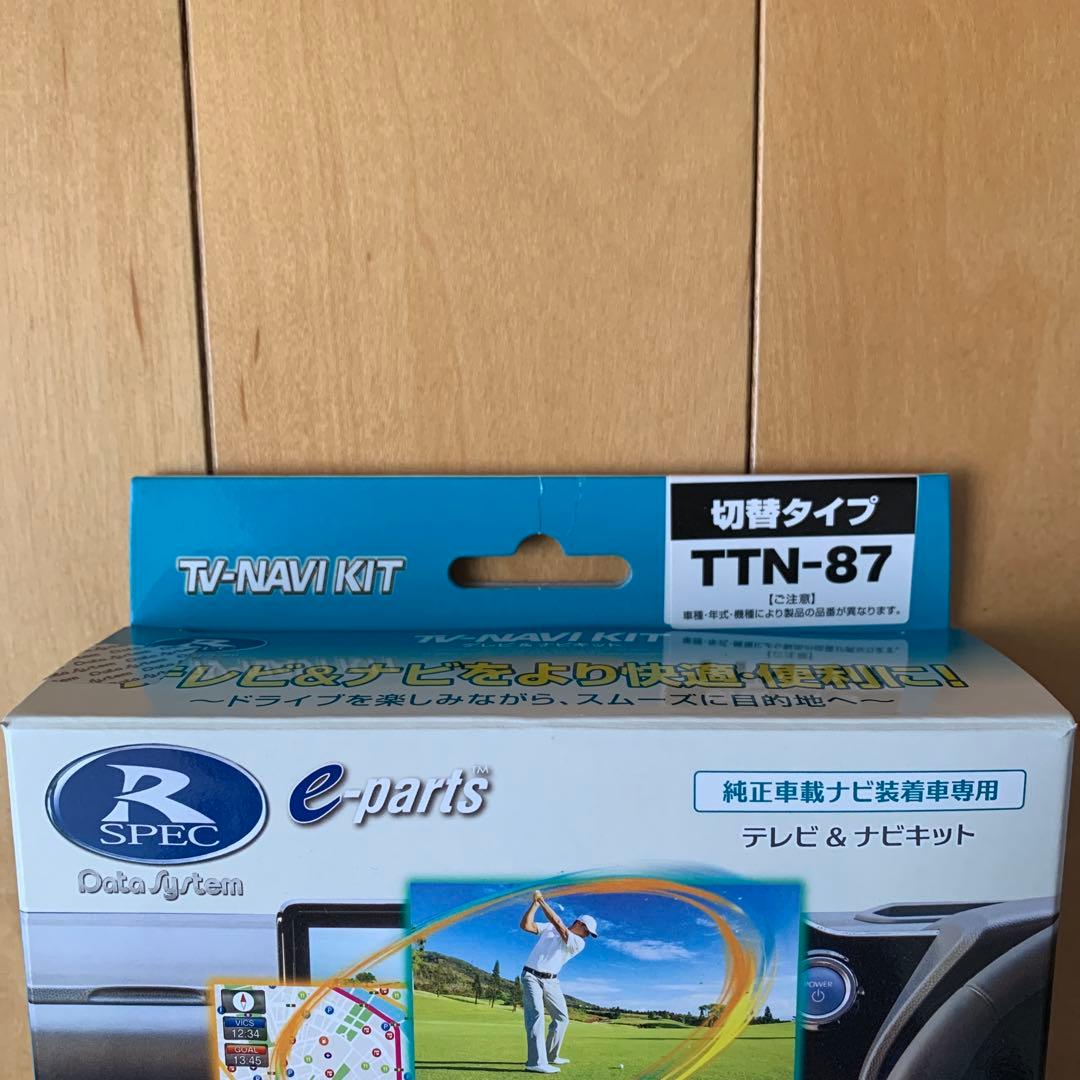 切替タイプ
TV-NAVI KIT
TTN-87
【ご注意】
車種・年式・機種により製品の品番が異なります。
テレビ&ナビをより快適・便利に!
〜ドライブを楽しみながら、スムーズに目的地へ〜
R
SPEC
Data System
e-parts™
純正車載ナビ装着車専用
テレビ & ナビキット
POWER
VICS
12:34
GOAL
13:45